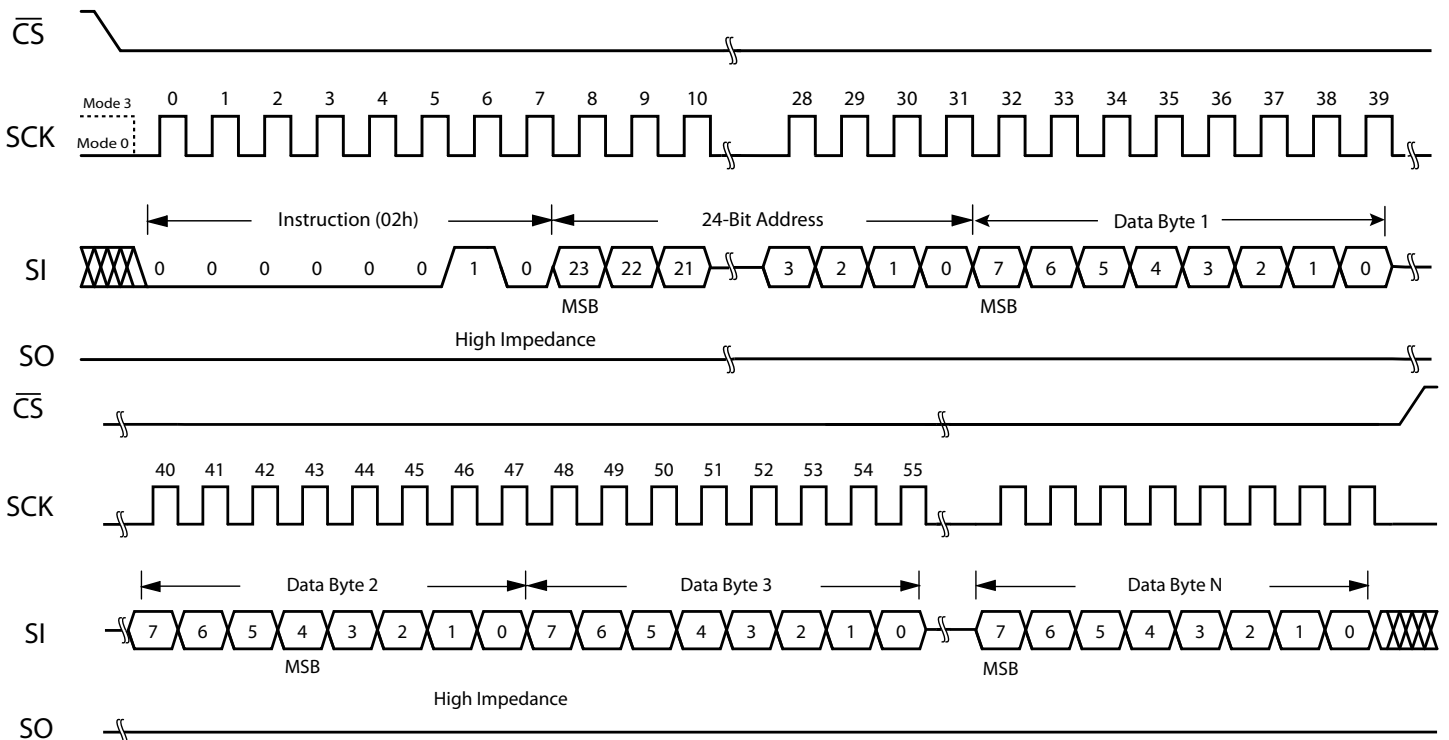 CS
Mode 3
0 1 2 3 4 5 6 7 8 9 10 28 29 30 31 32 33 34 35 36 37 38 39
SCK
Mode 0
Instruction (02h) 24-Bit Address Data Byte 1
SI 0 0 0 0 0 0 1 0 23 22 21 3 2 1 0 7 6 5 4 3 2 1 0
MSB MSB
High Impedance
SO
CS
40 41 42 43 44 45 46 47 48 49 50 51 52 53 54 55
SCK
Data Byte 2 Data Byte 3 Data Byte N
SI 7 6 5 4 3 2 1 0 7 6 5 4 3 2 1 0 7 6 5 4 3 2 1 0
MSB MSB
High Impedance
SO